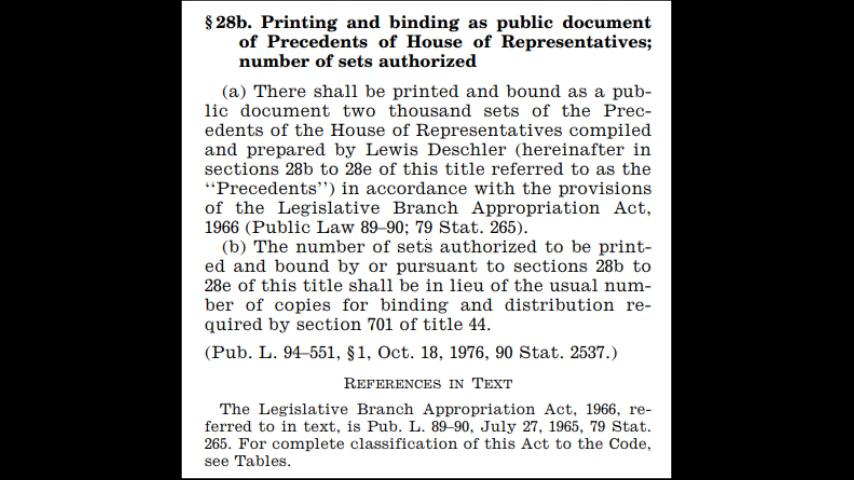 § 28b. Printing and binding as public document
of Precedents of House of Representatives;
number of sets authorized
(a) There shall be printed and bound as a pub-
lic document two thousand sets of the Prec-
edents of the House of Representatives compiled
and prepared by Lewis Deschler (hereinafter in
sections 28b to 28e of this title referred to as the
‘‘Precedents’’) in accordance with the provisions
of the Legislative Branch Appropriation Act,
1966 (Public Law 89–90; 79 Stat. 265).
(b) The number of sets authorized to be print-
ed and bound by or pursuant to sections 28b to
28e of this title shall be in lieu of the usual num-
ber of copies for binding and distribution re-
quired by section 701 of title 44.
(Pub. L. 94–551, § 1, Oct. 18, 1976, 90 Stat. 2537.)
REFERENCES IN TEXT
The Legislative Branch Appropriation Act, 1966, re-
ferred to in text, is Pub. L. 89–90, July 27, 1965, 79 Stat.
265. For complete classification of this Act to the Code,
see Tables.